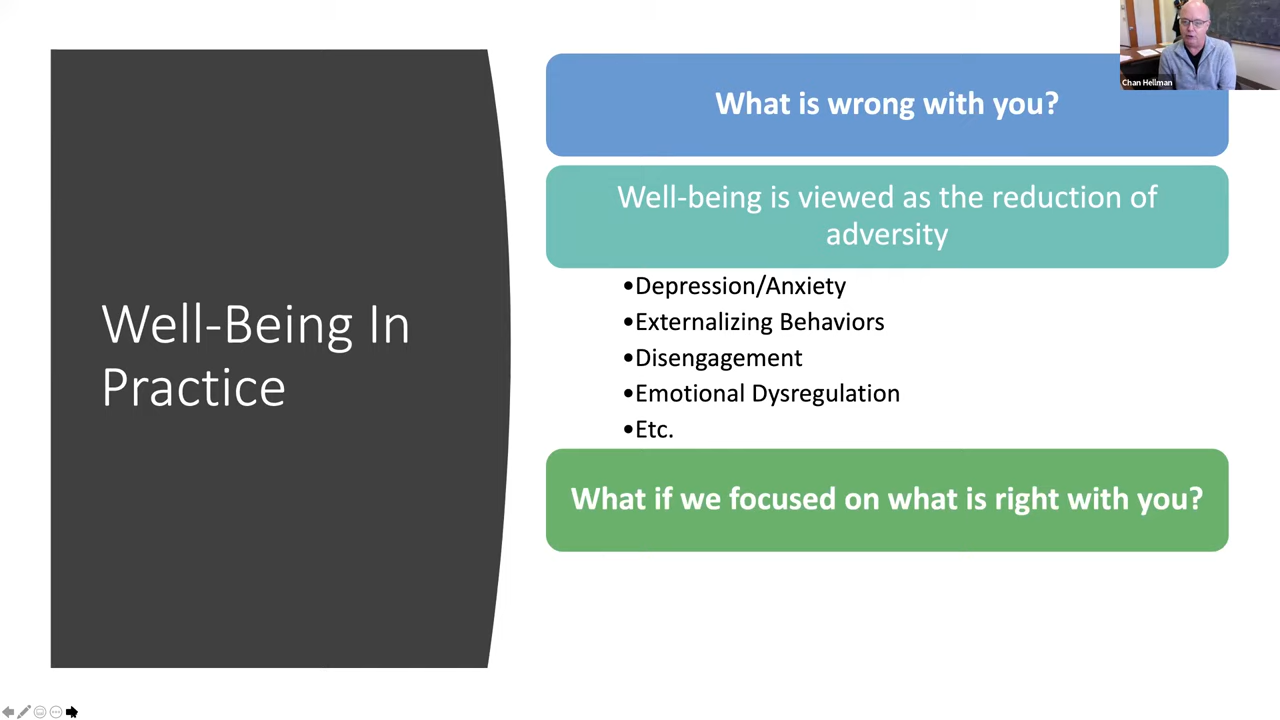 Well-Being In
Practice
What is wrong with you?
Well-being is viewed as the reduction of
adversity
•Depression/Anxiety
•Externalizing Behaviors
•Disengagement
•Emotional Dysregulation
•Etc.
What if we focused on what is right with you?
Chan Hellman